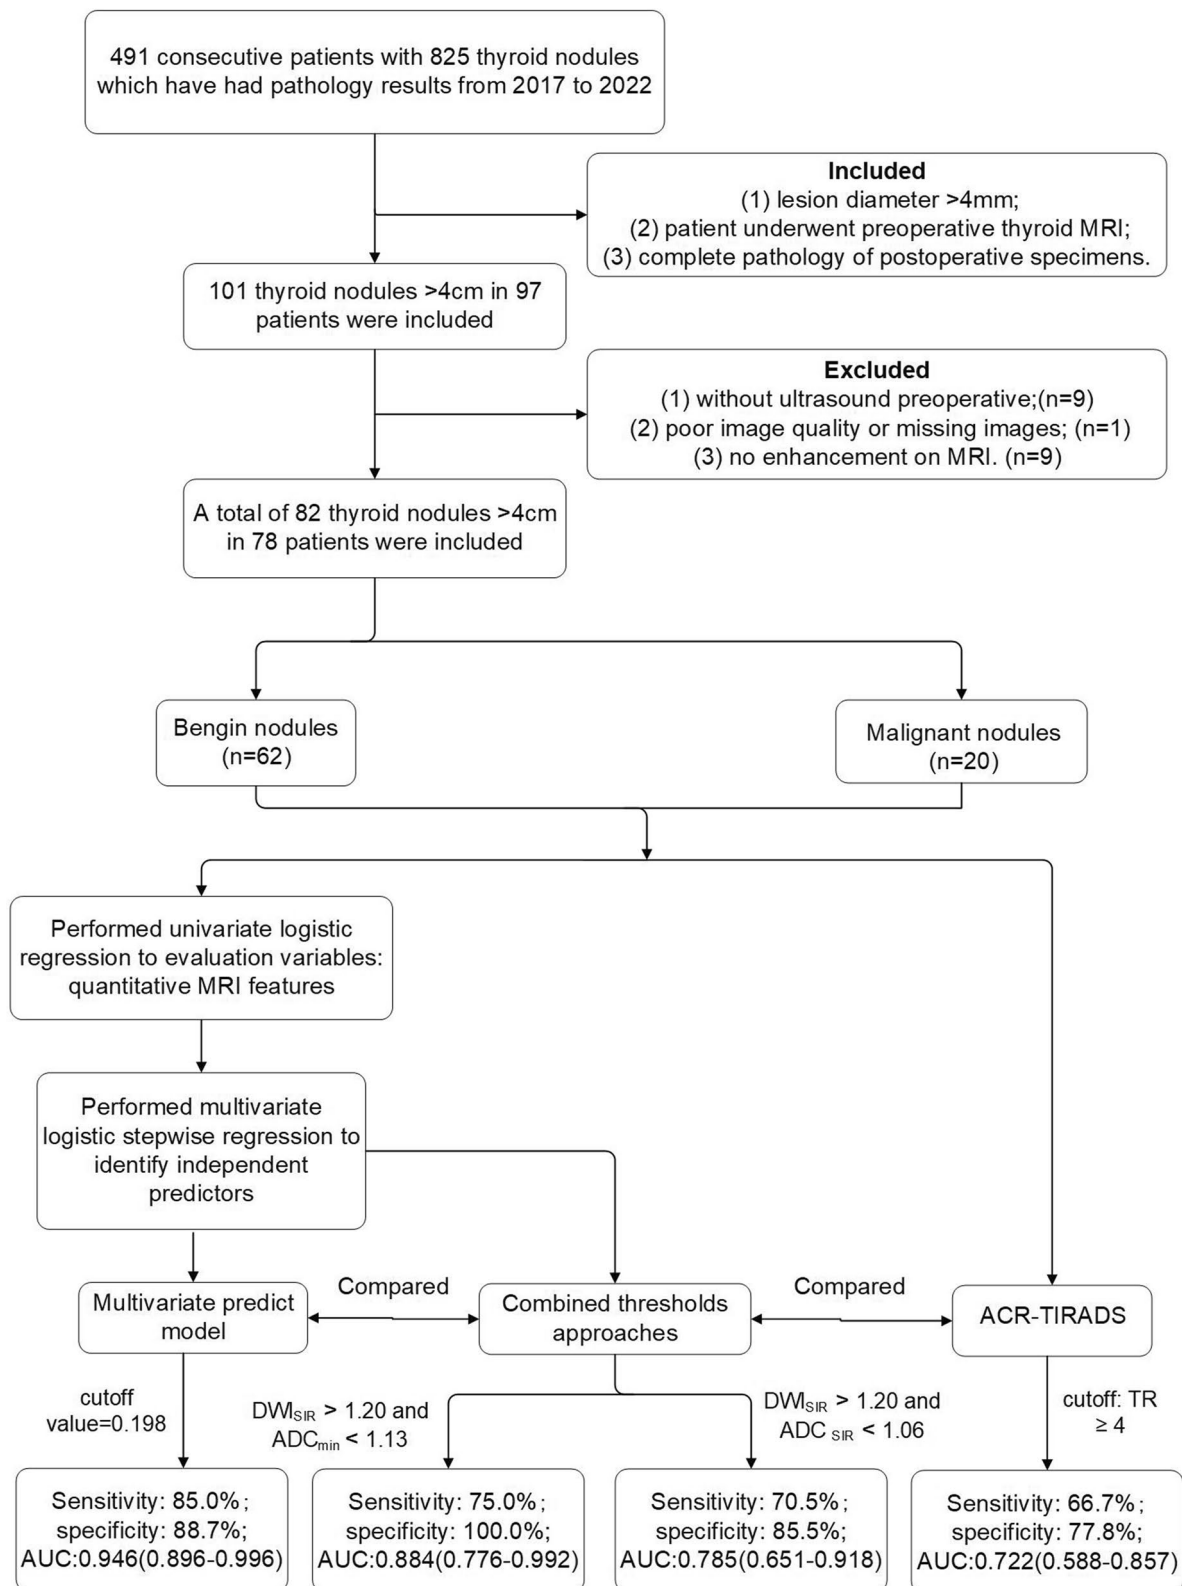 491 consecutive patients with 825 thyroid nodules
which have had pathology results from 2017 to 2022
Included
(1) lesion diameter >4mm;
(2) patient underwent preoperative thyroid MRI;
(3) complete pathology of postoperative specimens.
101 thyroid nodules >4cm in 97
patients were included
Excluded
(1) without ultrasound preoperative;(n=9)
(2) poor image quality or missing images; (n=1)
(3) no enhancement on MRI. (n=9)
A total of 82 thyroid nodules >4cm
in 78 patients were included
Bengin nodules
(n=62)
Malignant nodules
(n=20)
Performed univariate logistic
regression to evaluation variables:
quantitative MRI features
Performed multivariate
logistic stepwise regression to
identify independent
predictors
Multivariate predict
model
Compared
Combined thresholds
approaches
Compared
ACR-TIRADS
cutoff
value=0.198
DWI_SIR > 1.20 and
ADC_min < 1.13
DWI_SIR > 1.20 and
ADC _SIR < 1.06
cutoff: TR
≥ 4
Sensitivity: 85.0%;
specificity: 88.7%;
AUC:0.946(0.896-0.996)
Sensitivity: 75.0%;
specificity: 100.0%;
AUC:0.884(0.776-0.992)
Sensitivity: 70.5%;
specificity: 85.5%;
AUC:0.785(0.651-0.918)
Sensitivity: 66.7%;
specificity: 77.8%;
AUC:0.722(0.588-0.857)